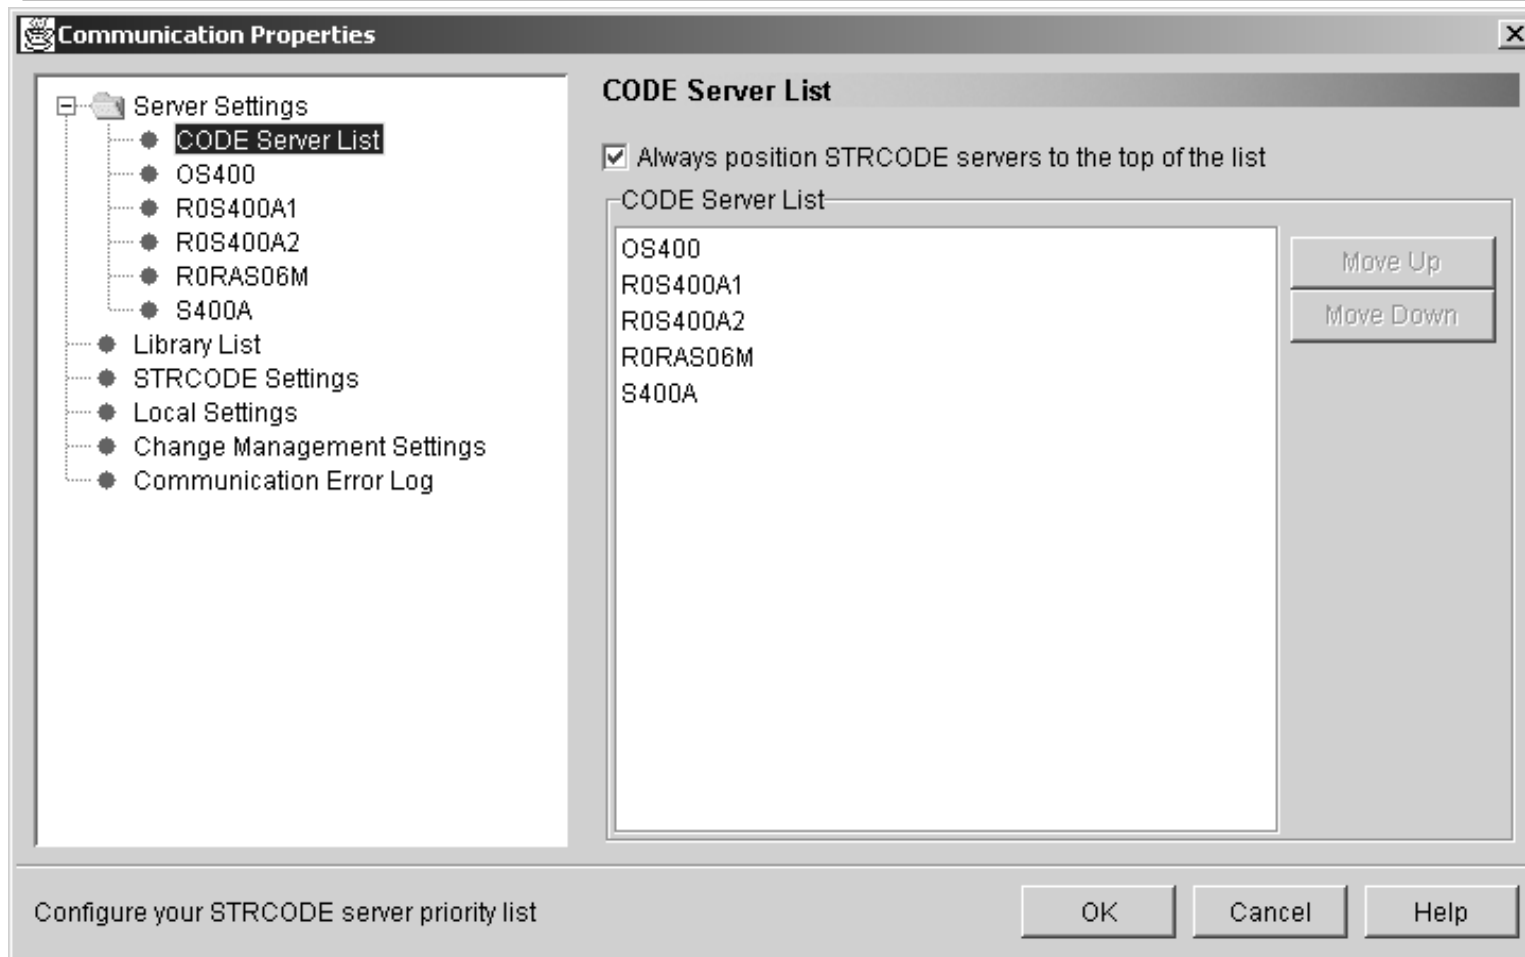 Communication Properties
Server Settings
CODE Server List
OS400
R0S400A1
R0S400A2
R0RAS06M
S400A
Library List
STRCODE Settings
Local Settings
Change Management Settings
Communication Error Log
CODE Server List
Always position STRCODE servers to the top of the list
CODE Server List
OS400
R0S400A1
R0S400A2
R0RAS06M
S400A
Move Up
Move Down
Configure your STRCODE server priority list
OK
Cancel
Help